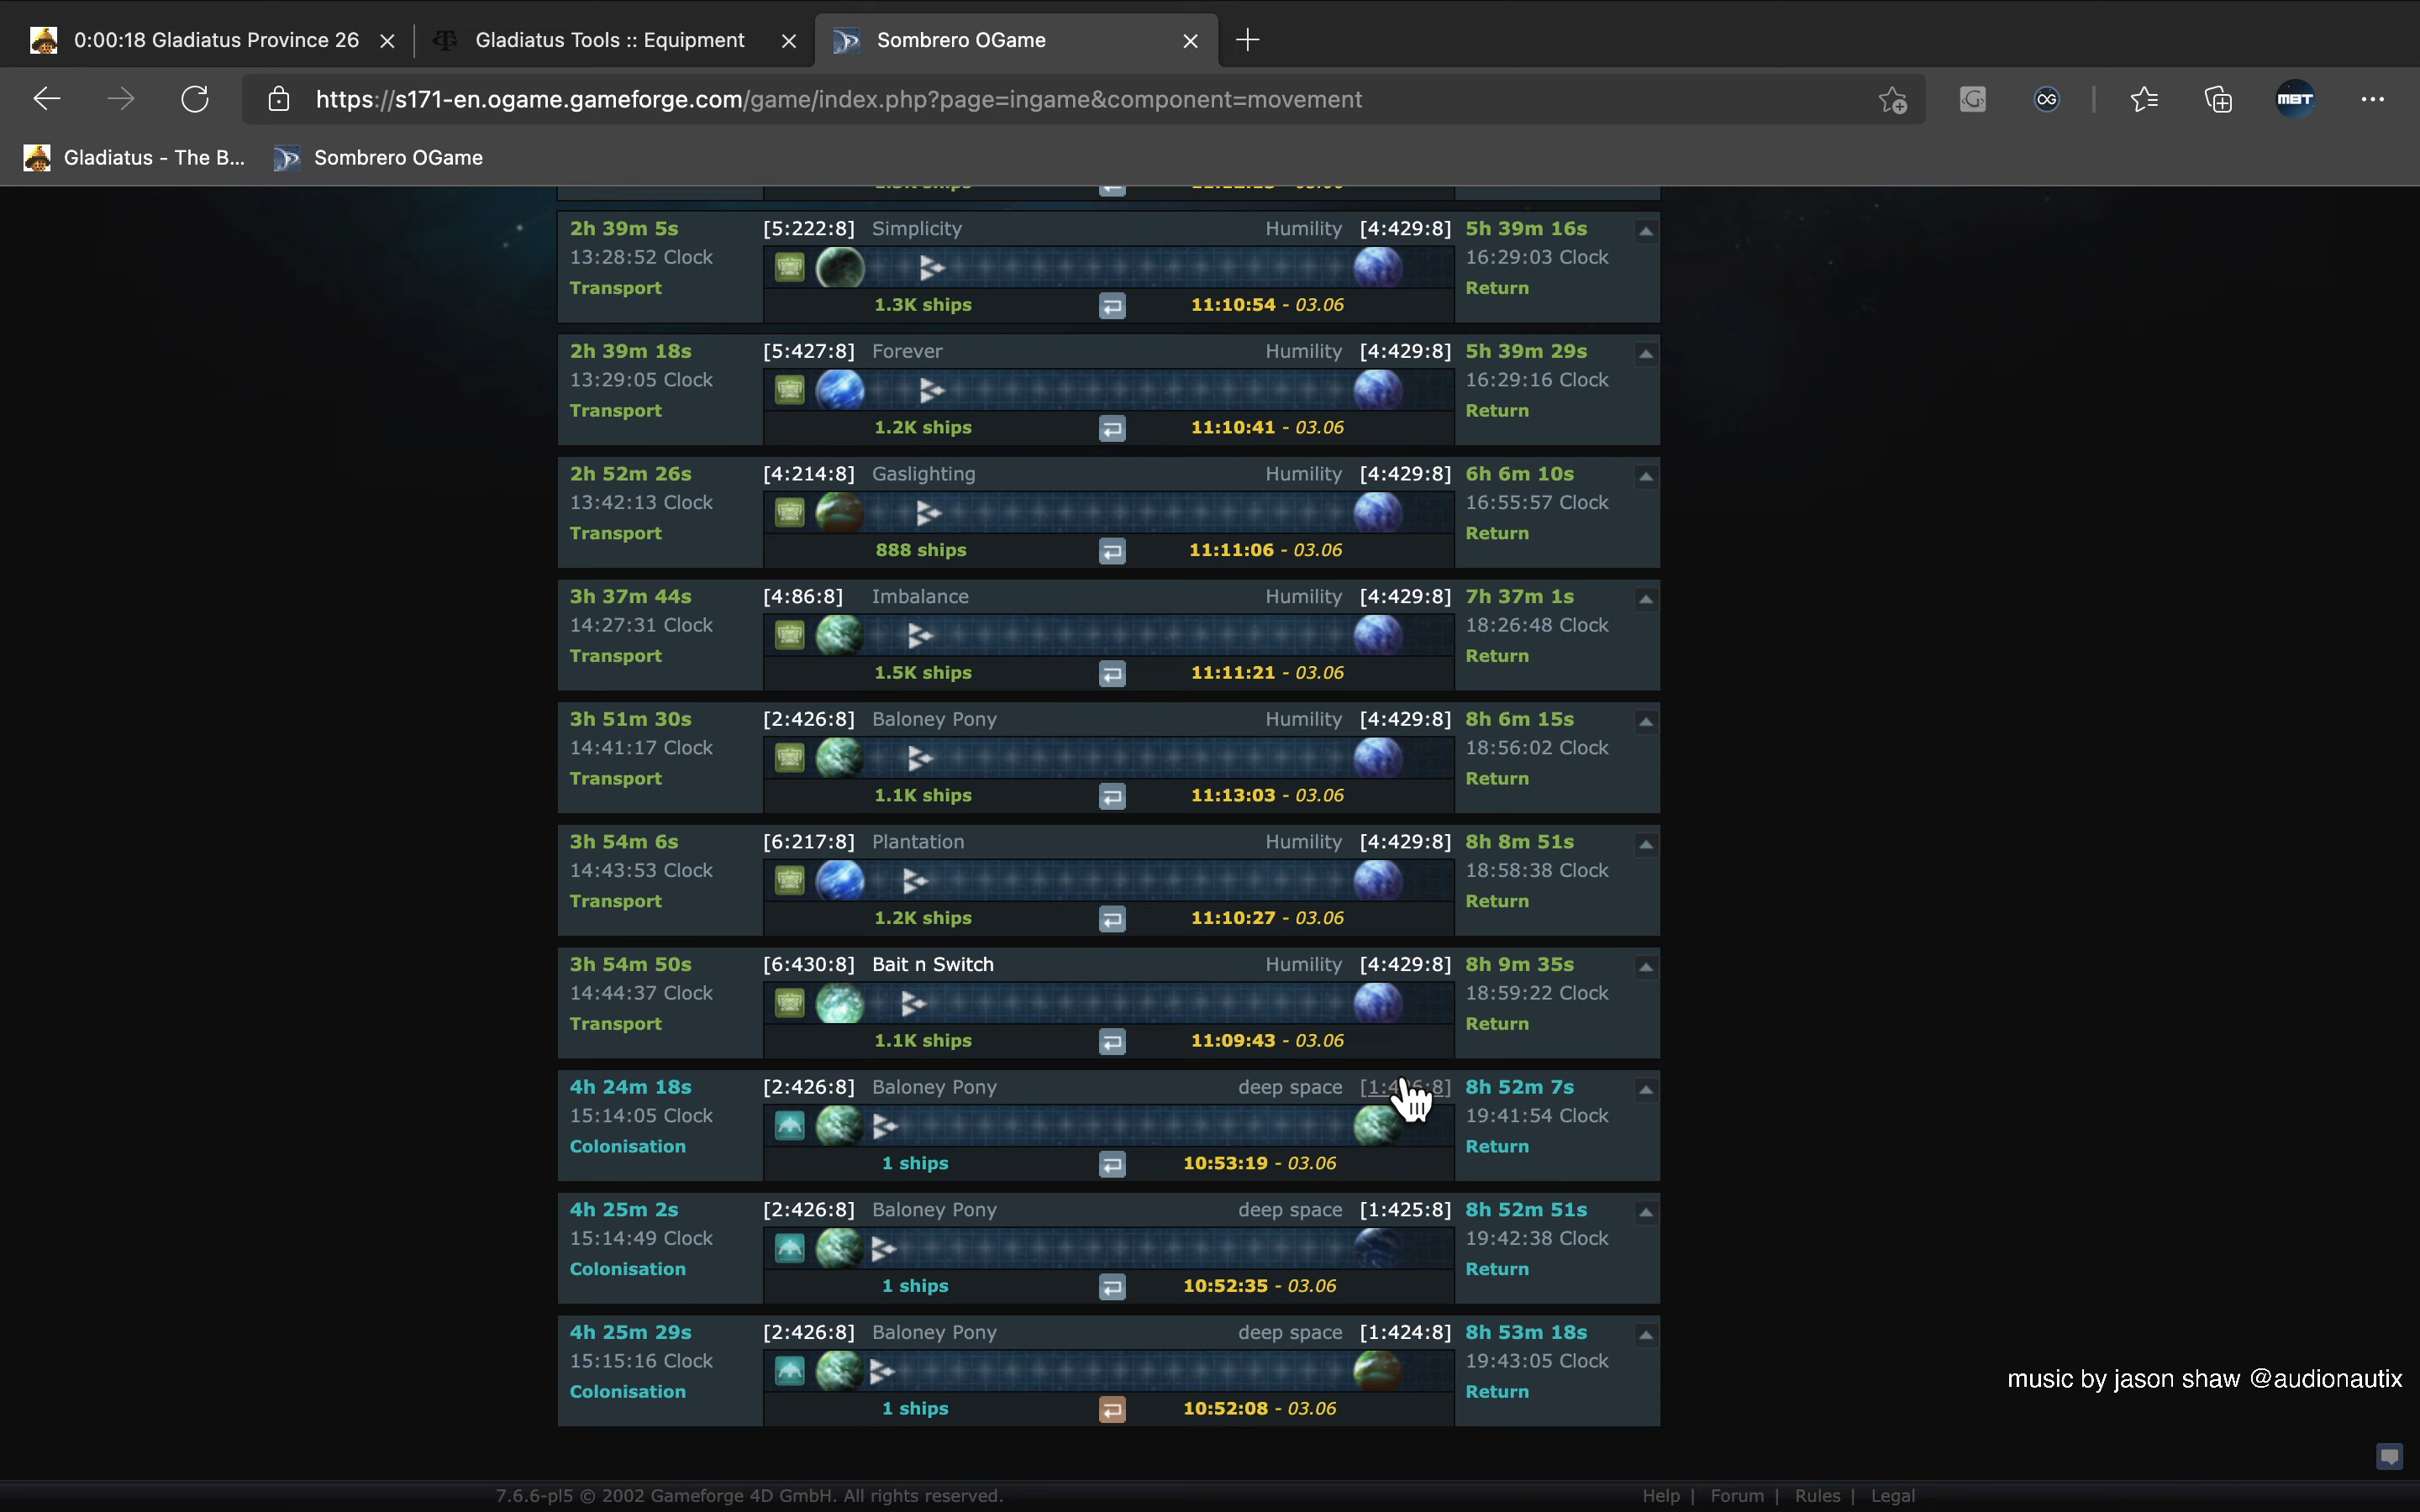 0:00:18 Gladiatus Province 26
Gladiatus Tools :: Equipment
Sombrero OGame
https://s171-en.ogame.gameforge.com/game/index.php?page=ingame&component=movement
MBT
Gladiatus - The B...
Sombrero OGame
2h 39m 5s [5:222:8] Simplicity Humility [4:429:8] 5h 39m 16s
13:28:52 Clock 16:29:03 Clock
Transport Return
1.3K ships 11:10:54 - 03.06
2h 39m 18s [5:427:8] Forever Humility [4:429:8] 5h 39m 29s
13:29:05 Clock 16:29:16 Clock
Transport Return
1.2K ships 11:10:41 - 03.06
2h 52m 26s [4:214:8] Gaslighting Humility [4:429:8] 6h 6m 10s
13:42:13 Clock 16:55:57 Clock
Transport Return
888 ships 11:11:06 - 03.06
3h 37m 44s [4:86:8] Imbalance Humility [4:429:8] 7h 37m 1s
14:27:31 Clock 18:26:48 Clock
Transport Return
1.5K ships 11:11:21 - 03.06
3h 51m 30s [2:426:8] Baloney Pony Humility [4:429:8] 8h 6m 15s
14:41:17 Clock 18:56:02 Clock
Transport Return
1.1K ships 11:13:03 - 03.06
3h 54m 6s [6:217:8] Plantation Humility [4:429:8] 8h 8m 51s
14:43:53 Clock 18:58:38 Clock
Transport Return
1.2K ships 11:10:27 - 03.06
3h 54m 50s [6:430:8] Bait n Switch Humility [4:429:8] 8h 9m 35s
14:44:37 Clock 18:59:22 Clock
Transport Return
1.1K ships 11:09:43 - 03.06
4h 24m 18s [2:426:8] Baloney Pony deep space 8h 52m 7s
15:14:05 Clock 19:41:54 Clock
Colonisation Return
1 ships 10:53:19 - 03.06
4h 25m 2s [2:426:8] Baloney Pony deep space [1:425:8] 8h 52m 51s
15:14:49 Clock 19:42:38 Clock
Colonisation Return
1 ships 10:52:35 - 03.06
4h 25m 29s [2:426:8] Baloney Pony deep space [1:424:8] 8h 53m 18s
15:15:16 Clock 19:43:05 Clock
Colonisation Return
1 ships 10:52:08 - 03.06
music by jason shaw @audionautix
7.6.6-pl5 © 2002 Gameforge 4D GmbH. All rights reserved.
Help | Forum | Rules | Legal